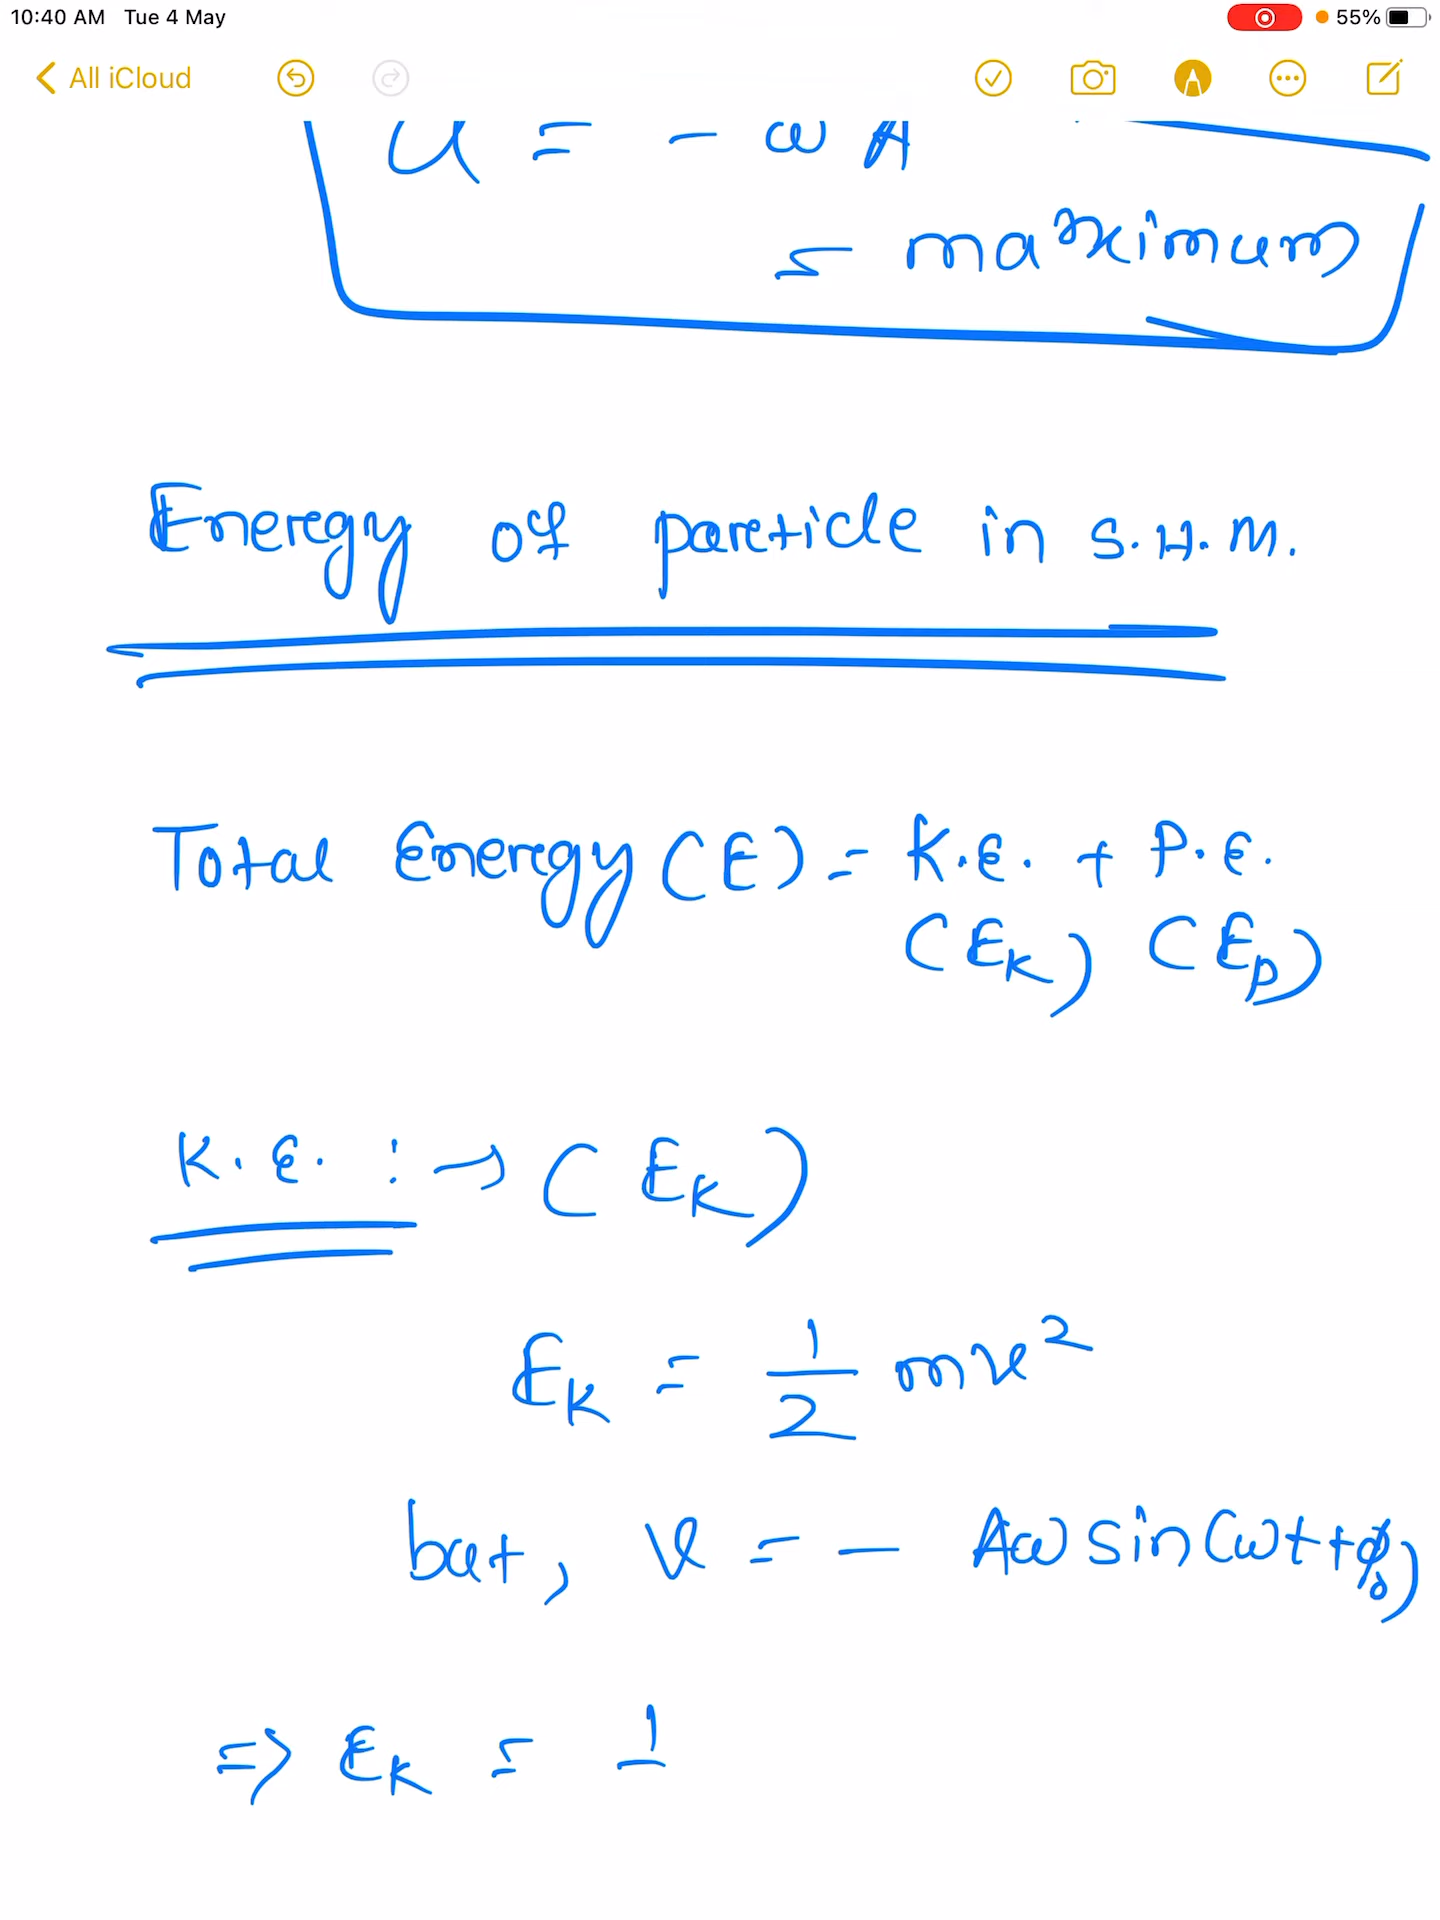 10:40 AM Tue 4 May 55%
All iCloud
= - ω A
= maximum
Energy of particle in S.H.M.
Total Energy (E) = K.E. + P.E.
(E_K) (E_p)
K.E. :→ (E_K)
E_K = 1/2 mv²
but, v = - Aω sin(ωt+φ₀)
=> E_K = 1